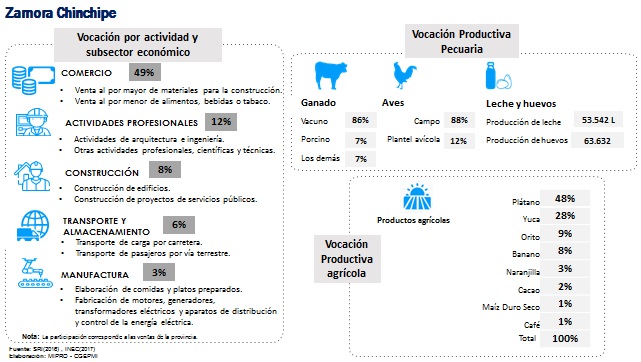 Zamora Chinchipe
Vocación por actividad y
subsector económico
COMERCIO 49%
• Venta al por mayor de materiales para la construcción.
• Venta al por menor de alimentos, bebidas o tabaco.
ACTIVIDADES PROFESIONALES 12%
• Actividades de arquitectura e ingeniería.
• Otras actividades profesionales, científicas y técnicas.
CONSTRUCCIÓN 8%
• Construcción de edificios.
• Construcción de proyectos de servicios públicos.
TRANSPORTE Y
ALMACENAMIENTO 6%
• Transporte de carga por carretera.
• Transporte de pasajeros por vía terrestre.
MANUFACTURA 3%
• Elaboración de comidas y platos preparados.
• Fabricación de motores, generadores,
transformadores eléctricos y aparatos de distribución
y control de la energía eléctrica.
Nota: La participación corresponde a las ventas de la provincia.
Fuente: SRI(2016) , INEC(2017)
Elaboración: MIPRO - CGEPMI
Vocación Productiva
Pecuaria
Ganado
Vacuno 86%
Porcino 7%
Los demás 7%
Aves
Campo 88%
Plantel avícola 12%
Leche y huevos
Producción de leche 53.542 L
Producción de huevos 63.632
Vocación
Productiva
agrícola
Productos agrícolas
Plátano 48%
Yuca 28%
Orito 9%
Banano 8%
Naranjilla 3%
Cacao 2%
Maíz Duro Seco 1%
Café 1%
Total 100%